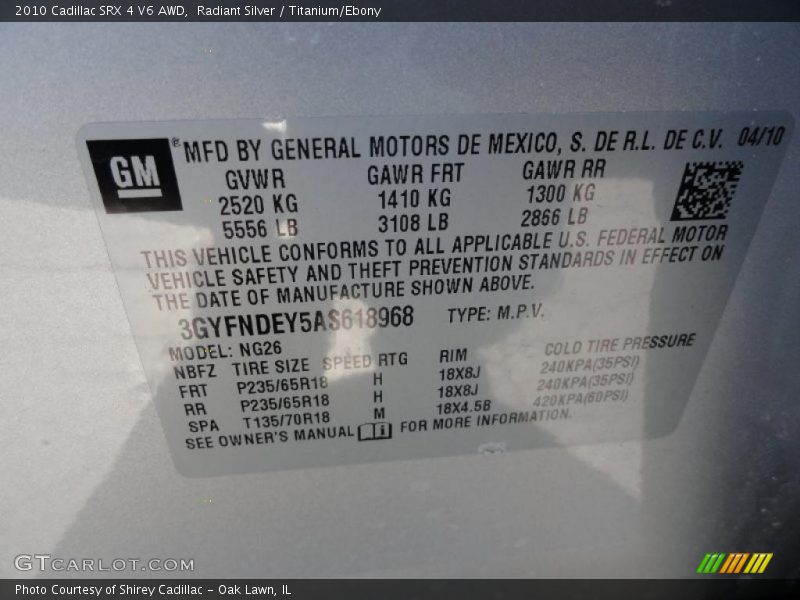 2010 Cadillac SRX 4 V6 AWD,  Radiant Silver / Titanium/Ebony
GM ® MFD BY GENERAL MOTORS DE MEXICO, S. DE R.L. DE C.V. 04/10
GVWR GAWR FRT GAWR RR
2520 KG 1410 KG 1300 KG
5556 LB 3108 LB 2866 LB
THIS VEHICLE CONFORMS TO ALL APPLICABLE U.S. FEDERAL MOTOR
VEHICLE SAFETY AND THEFT PREVENTION STANDARDS IN EFFECT ON
THE DATE OF MANUFACTURE SHOWN ABOVE.
3GYFNDEY5AS618968 TYPE: M.P.V.
MODEL: NG26
NBFZ TIRE SIZE SPEED RTG RIM COLD TIRE PRESSURE
FRT P235/65R18 H 18X8J 240KPA(35PSI)
RR P235/65R18 H 18X8J 240KPA(35PSI)
SPA T135/70R18 M 18X4.5B 420KPA(60PSI)
SEE OWNER'S MANUAL i FOR MORE INFORMATION.
GTCARLOT.COM
Photo Courtesy of Shirey Cadillac - Oak Lawn, IL